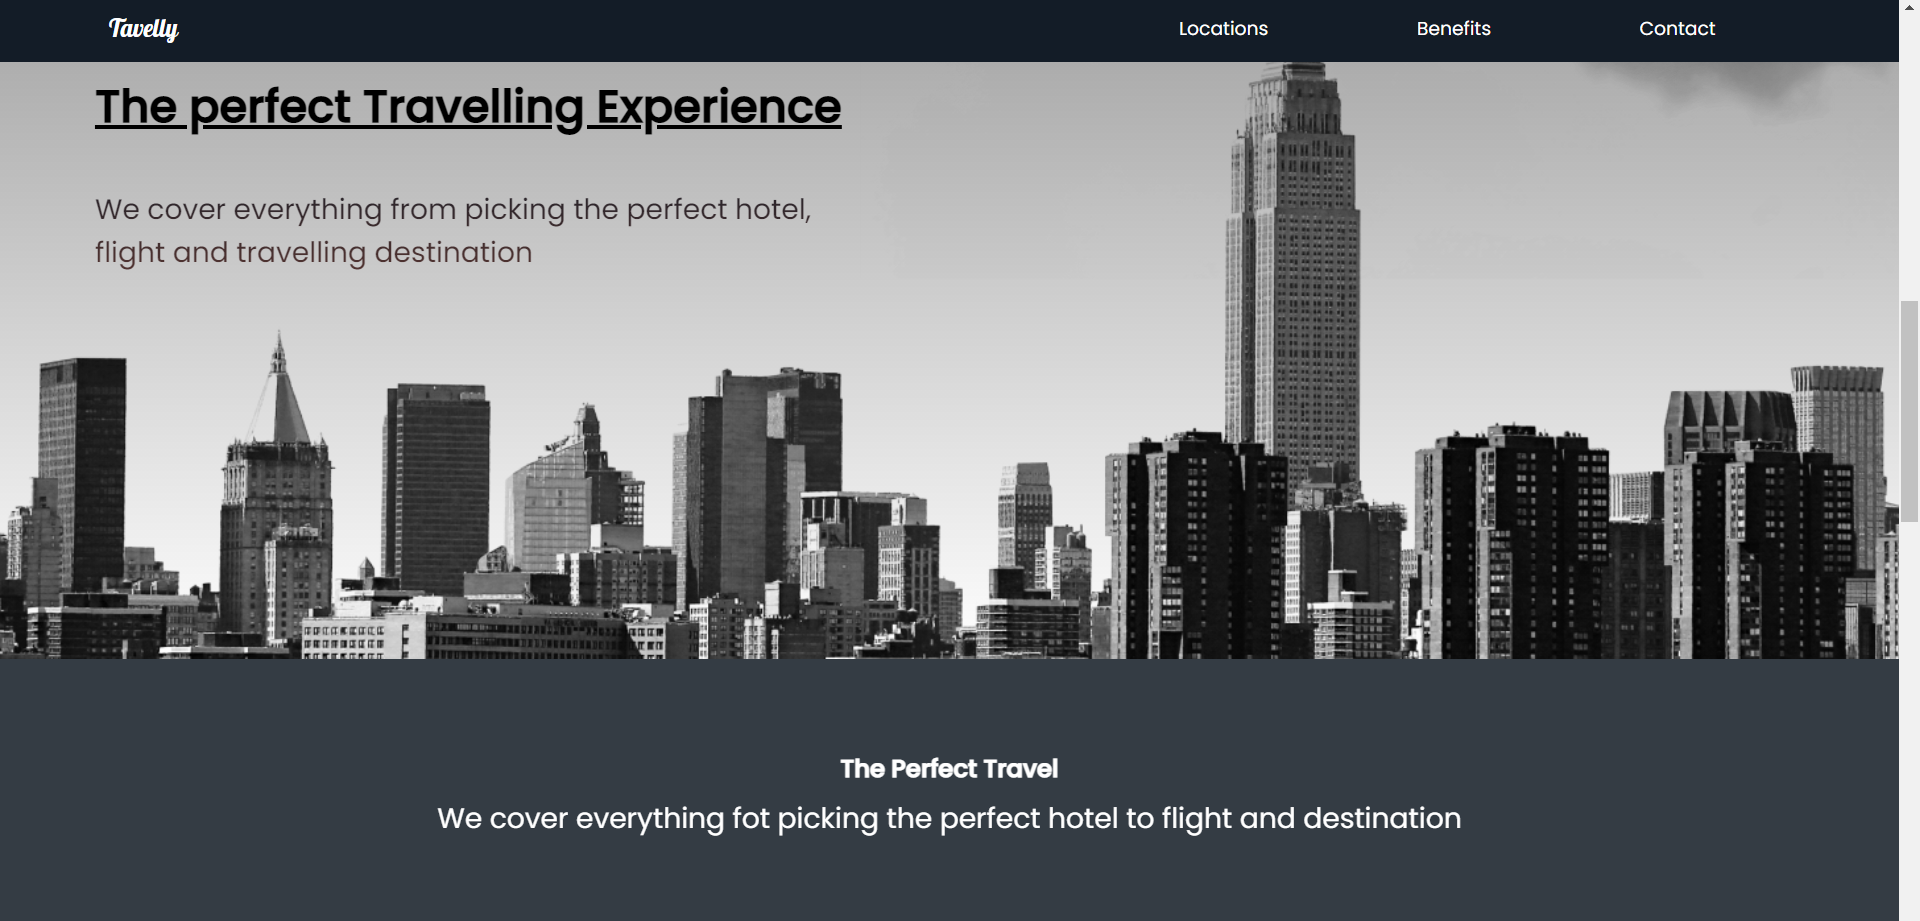 Tavelly
Locations
Benefits
Contact
The perfect Travelling Experience
We cover everything from picking the perfect hotel,
flight and travelling destination
The Perfect Travel
We cover everything fot picking the perfect hotel to flight and destination